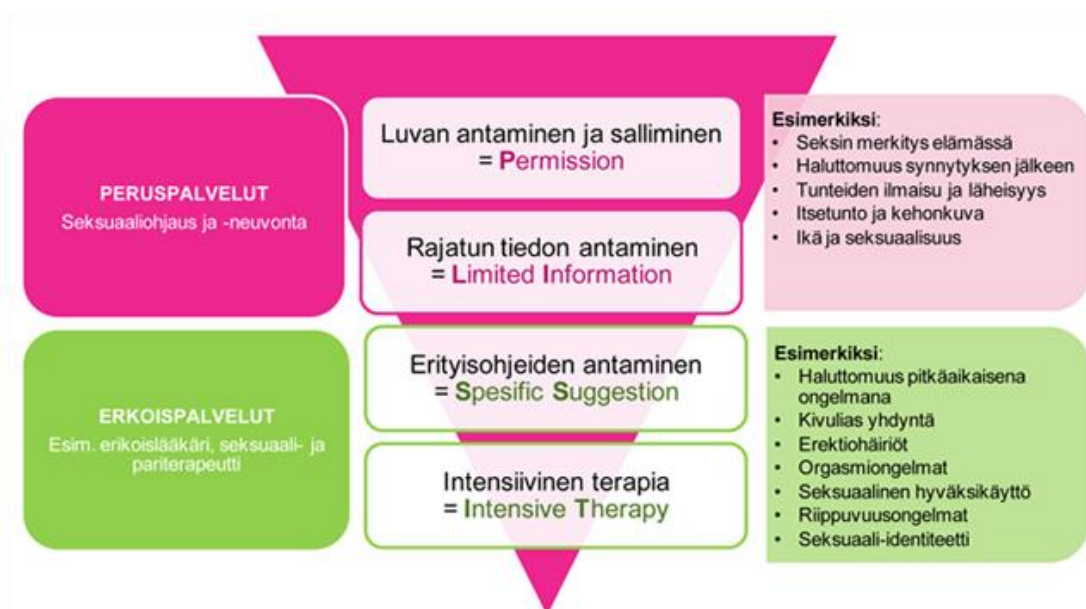 PERUSPALVELUT
Seksuaaliohjaus ja -neuvonta
Luvan antaminen ja salliminen
= Permission
Rajatun tiedon antaminen
= Limited Information
Esimerkiksi:
• Seksin merkitys elämässä
• Haluttomuus synnytyksen jälkeen
• Tunteiden ilmaisu ja läheisyys
• Itsetunto ja kehonkuva
• Ikä ja seksuaalisuus
ERKOISPALVELUT
Esim. erikoislääkäri, seksuaali- ja
pariterapeutti
Erityisohjeiden antaminen
= Spesific Suggestion
Intensiivinen terapia
= Intensive Therapy
Esimerkiksi:
• Haluttomuus pitkäaikaisena
ongelmana
• Kivulias yhdyntä
• Erektiohäiriöt
• Orgasmiongelmat
• Seksuaalinen hyväksikäyttö
• Riippuvuusongelmat
• Seksuaali-identiteetti